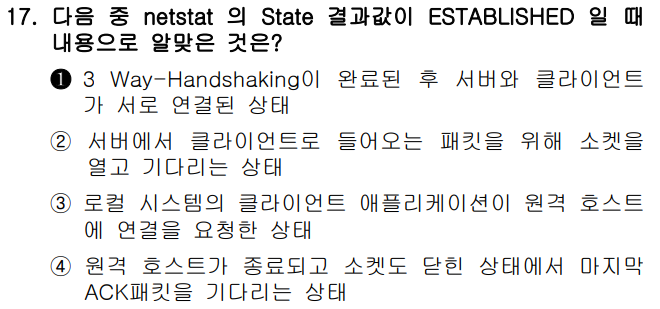 17. 다음 중 netstat 의 State 결과값이 ESTABLISHED 일 때
내용으로 알맞은 것은?
❶ 3 Way-Handshaking이 완료된 후 서버와 클라이언트
가 서로 연결된 상태
② 서버에서 클라이언트로 들어오는 패킷을 위해 소켓을
열고 기다리는 상태
③ 로컬 시스템의 클라이언트 애플리케이션이 원격 호스트
에 연결을 요청한 상태
④ 원격 호스트가 종료되고 소켓도 닫힌 상태에서 마지막
ACK패킷을 기다리는 상태